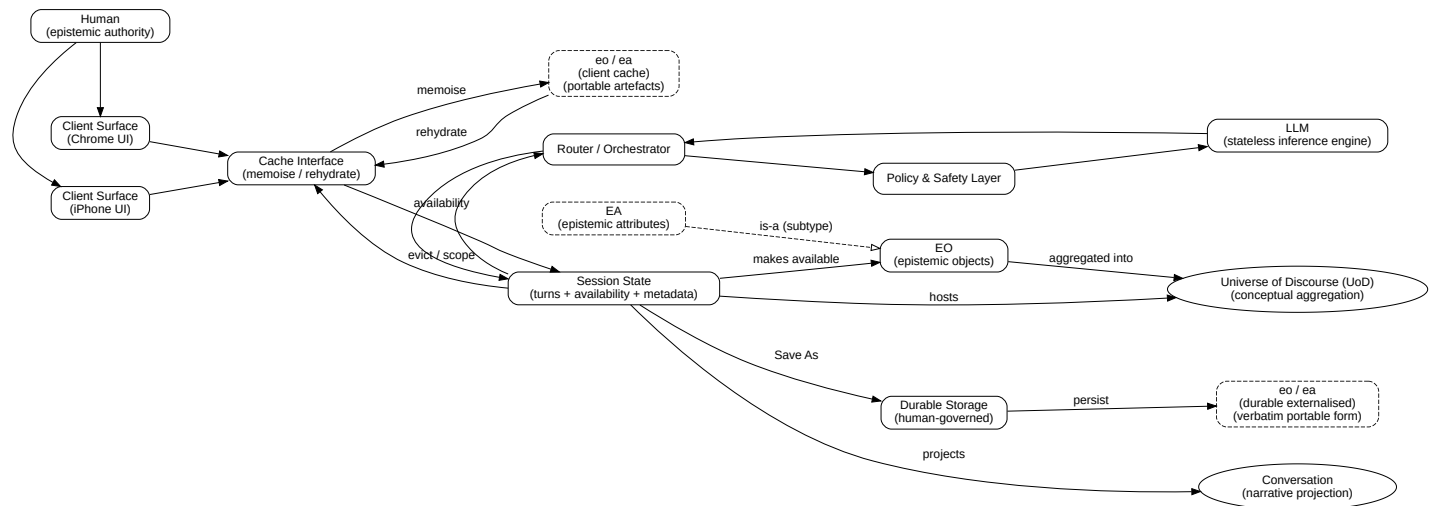 Human
(epistemic authority)
Client Surface
(Chrome UI)
Client Surface
(iPhone UI)
Cache Interface
(memoise / rehydrate)
memoise
rehydrate
availability
evict / scope
eo / ea
(client cache)
(portable artefacts)
Router / Orchestrator
EA
(epistemic attributes)
Session State
(turns + availability + metadata)
is-a (subtype)
makes available
hosts
Save As
projects
Policy & Safety Layer
EO
(epistemic objects)
Durable Storage
(human-governed)
aggregated into
persist
LLM
(stateless inference engine)
Universe of Discourse (UoD)
(conceptual aggregation)
eo / ea
(durable externalised)
(verbatim portable form)
Conversation
(narrative projection)